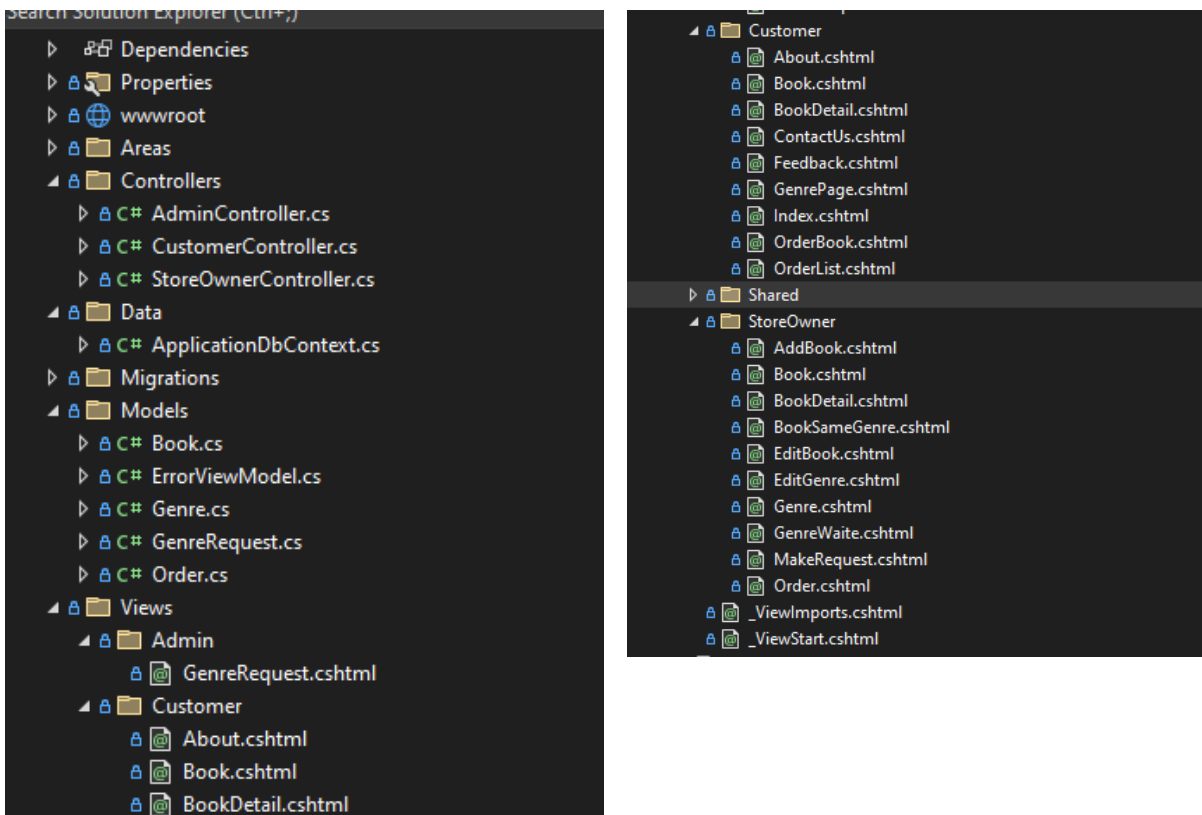 Search Solution Explorer (Ctrl+;)
Dependencies
Properties
wwwroot
Areas
Controllers
C# AdminController.cs
C# CustomerController.cs
C# StoreOwnerController.cs
Data
C# ApplicationDbContext.cs
Migrations
Models
C# Book.cs
C# ErrorViewModel.cs
C# Genre.cs
C# GenreRequest.cs
C# Order.cs
Views
Admin
GenreRequest.cshtml
Customer
About.cshtml
Book.cshtml
BookDetail.cshtml
Customer
About.cshtml
Book.cshtml
BookDetail.cshtml
ContactUs.cshtml
Feedback.cshtml
GenrePage.cshtml
Index.cshtml
OrderBook.cshtml
OrderList.cshtml
Shared
StoreOwner
AddBook.cshtml
Book.cshtml
BookDetail.cshtml
BookSameGenre.cshtml
EditBook.cshtml
EditGenre.cshtml
Genre.cshtml
GenreWaite.cshtml
MakeRequest.cshtml
Order.cshtml
_ViewImports.cshtml
_ViewStart.cshtml